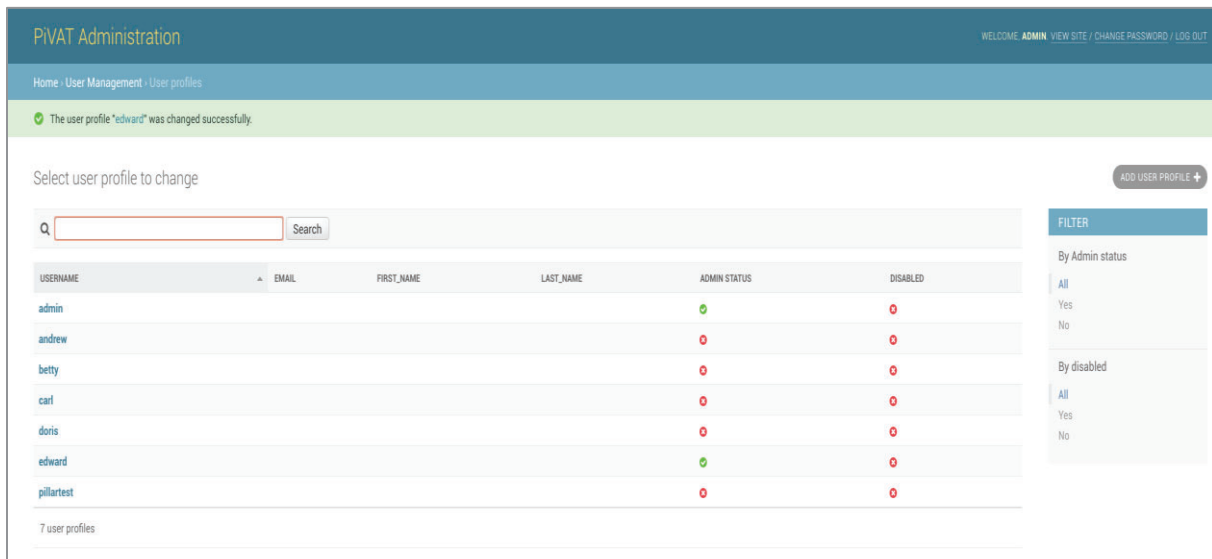 PiVAT Administration
WELCOME, ADMIN. VIEW SITE / CHANGE PASSWORD / LOG OUT
Home › User Management › User profiles
The user profile "edward" was changed successfully.
Select user profile to change
ADD USER PROFILE +
Search
FILTER
By Admin status
All
Yes
No
By disabled
All
Yes
No
USERNAME EMAIL FIRST_NAME LAST_NAME ADMIN STATUS DISABLED
admin
andrew
betty
carl
doris
edward
pillartest
7 user profiles